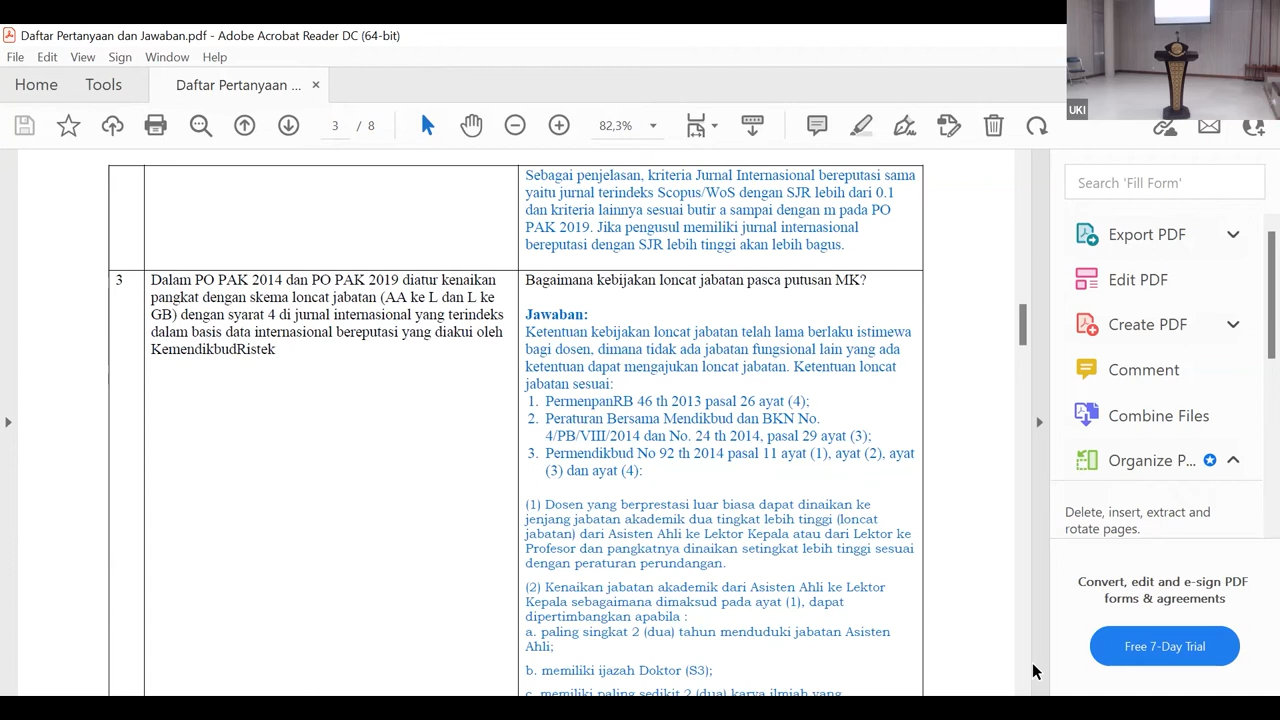 Daftar Pertanyaan dan Jawaban.pdf - Adobe Acrobat Reader DC (64-bit)
File Edit View Sign Window Help
Home Tools Daftar Pertanyaan ... ×
3 / 8 82,3%
UKI
Sebagai penjelasan, kriteria Jurnal Internasional bereputasi sama
yaitu jurnal terindeks Scopus/WoS dengan SJR lebih dari 0.1
dan kriteria lainnya sesuai butir a sampai dengan m pada PO
PAK 2019. Jika pengusul memiliki jurnal internasional
bereputasi dengan SJR lebih tinggi akan lebih bagus.
3
Dalam PO PAK 2014 dan PO PAK 2019 diatur kenaikan
pangkat dengan skema loncat jabatan (AA ke L dan L ke
GB) dengan syarat 4 di jurnal internasional yang terindeks
dalam basis data internasional bereputasi yang diakui oleh
KemendikbudRistek
Bagaimana kebijakan loncat jabatan pasca putusan MK?
Jawaban:
Ketentuan kebijakan loncat jabatan telah lama berlaku istimewa
bagi dosen, dimana tidak ada jabatan fungsional lain yang ada
ketentuan dapat mengajukan loncat jabatan. Ketentuan loncat
jabatan sesuai:
1. PermenpanRB 46 th 2013 pasal 26 ayat (4);
2. Peraturan Bersama Mendikbud dan BKN No.
4/PB/VIII/2014 dan No. 24 th 2014, pasal 29 ayat (3);
3. Permendikbud No 92 th 2014 pasal 11 ayat (1), ayat (2), ayat
(3) dan ayat (4):
(1) Dosen yang berprestasi luar biasa dapat dinaikan ke
jenjang jabatan akademik dua tingkat lebih tinggi (loncat
jabatan) dari Asisten Ahli ke Lektor Kepala atau dari Lektor ke
Profesor dan pangkatnya dinaikan setingkat lebih tinggi sesuai
dengan peraturan perundangan.
(2) Kenaikan jabatan akademik dari Asisten Ahli ke Lektor
Kepala sebagaimana dimaksud pada ayat (1), dapat
dipertimbangkan apabila :
a. paling singkat 2 (dua) tahun menduduki jabatan Asisten
Ahli;
b. memiliki ijazah Doktor (S3);
c. memiliki paling sedikit 2 (dua) karya ilmiah yang
Search 'Fill Form'
Export PDF
Edit PDF
Create PDF
Comment
Combine Files
Organize P...
Delete, insert, extract and
rotate pages.
Convert, edit and e-sign PDF
forms & agreements
Free 7-Day Trial